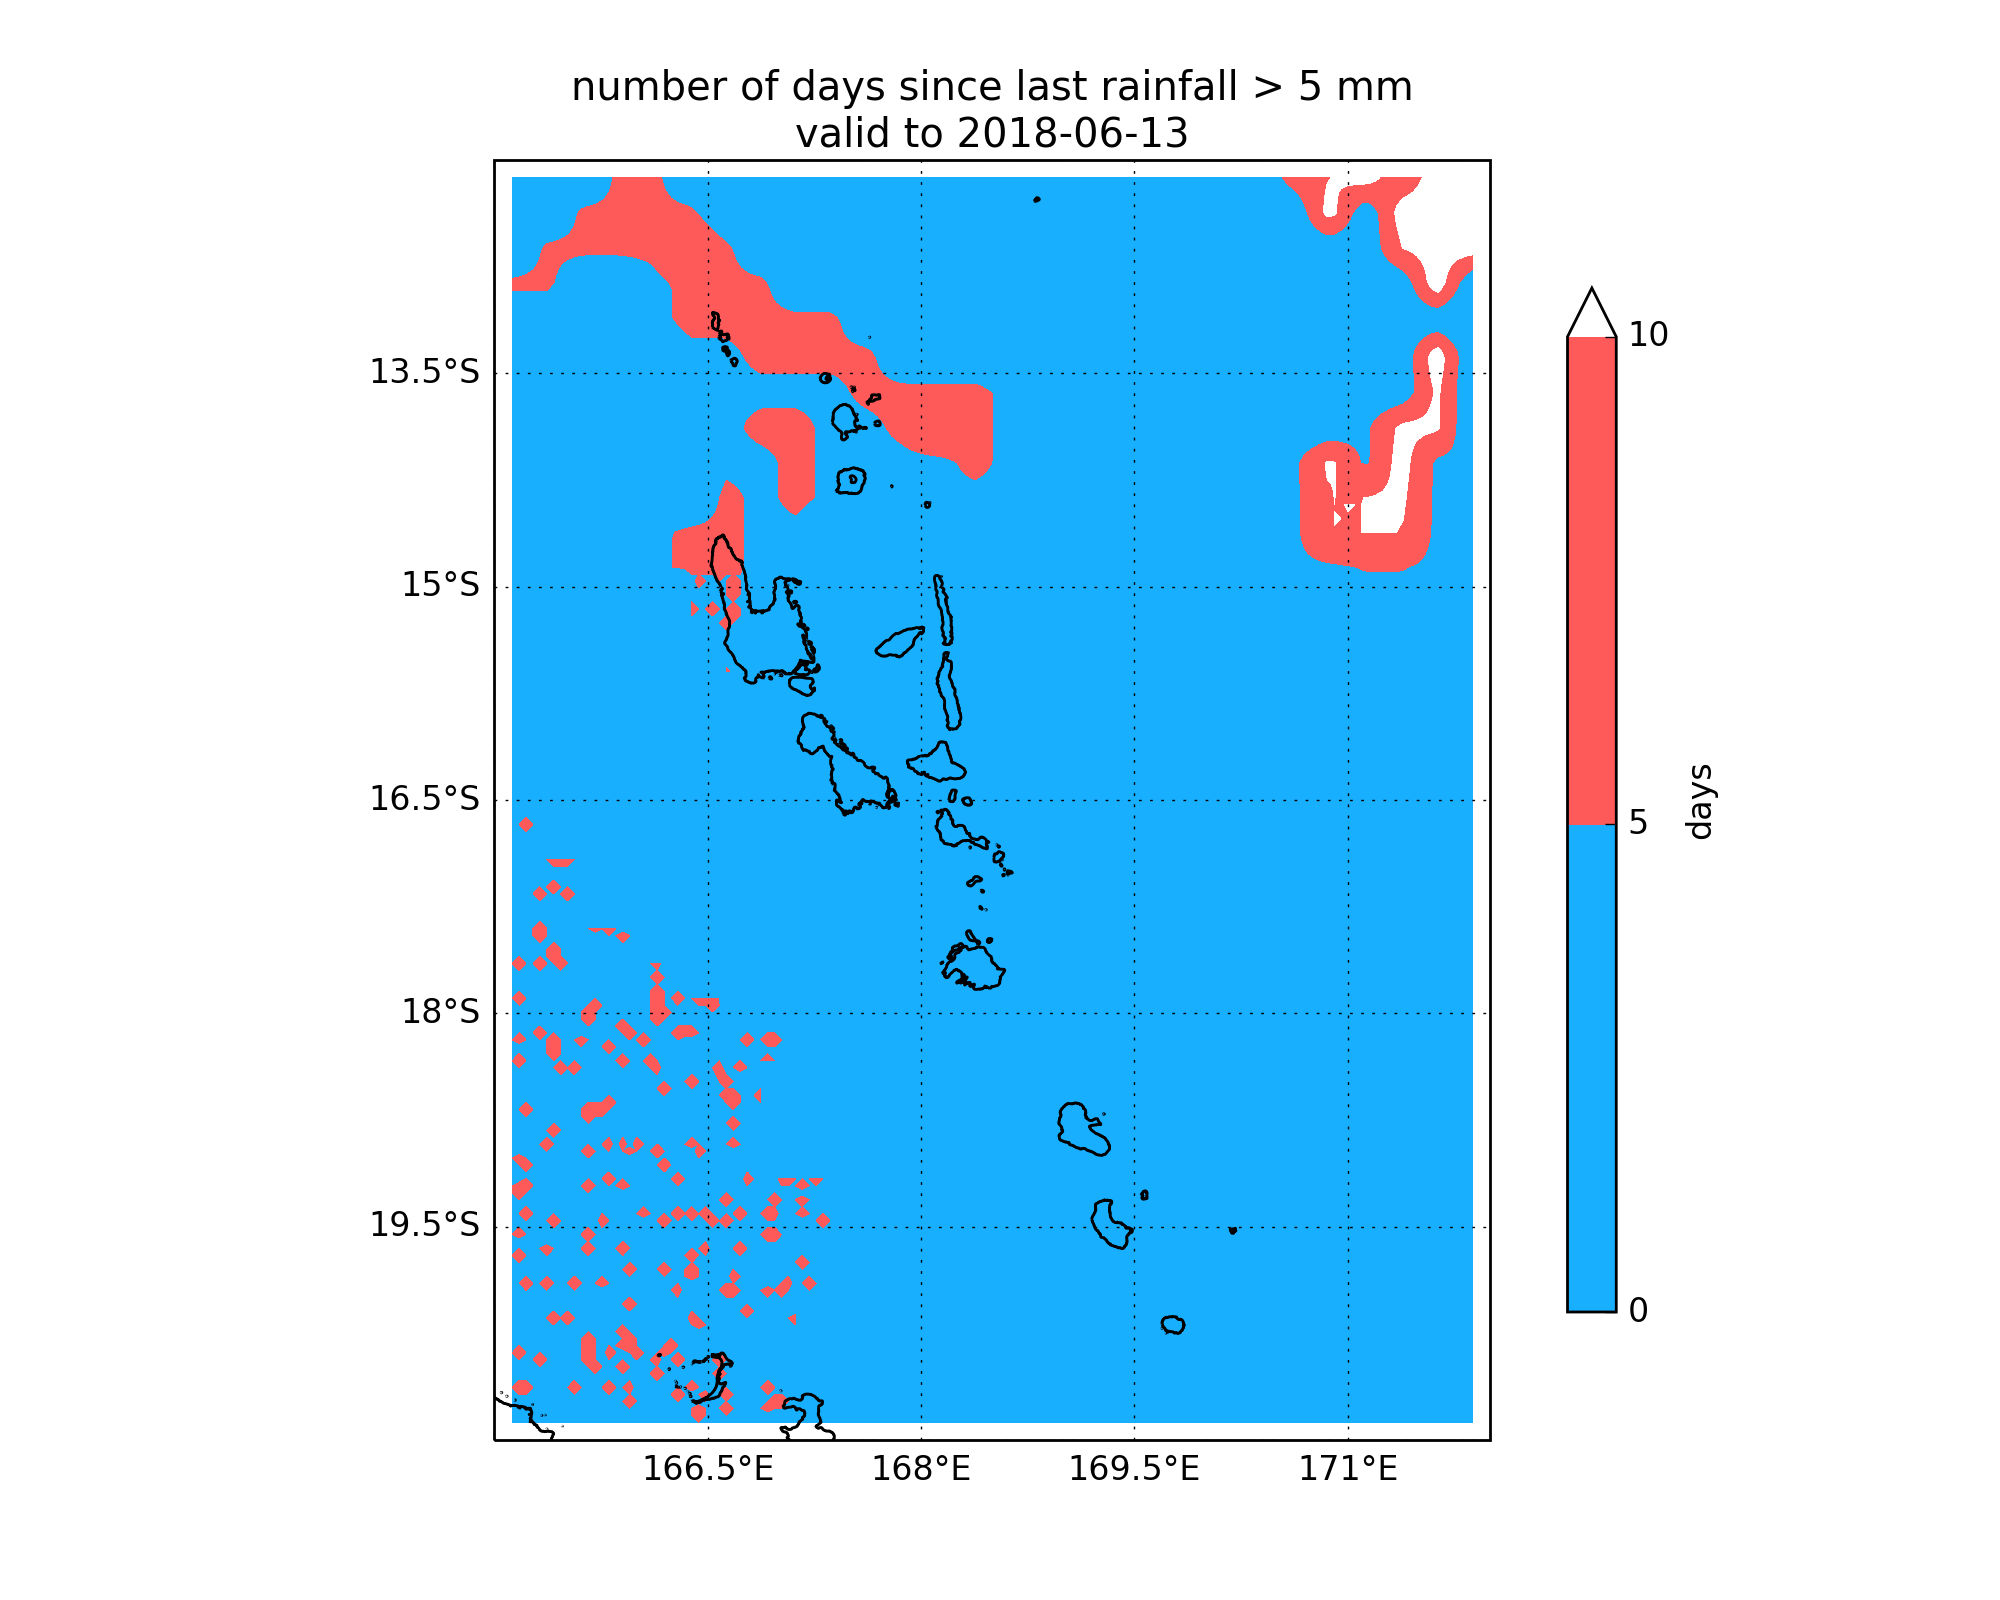 number of days since last rainfall > 5 mm
valid to 2018-06-13
13.5°S
15°S
16.5°S
18°S
19.5°S
166.5°E
168°E
169.5°E
171°E
10
5
0
days